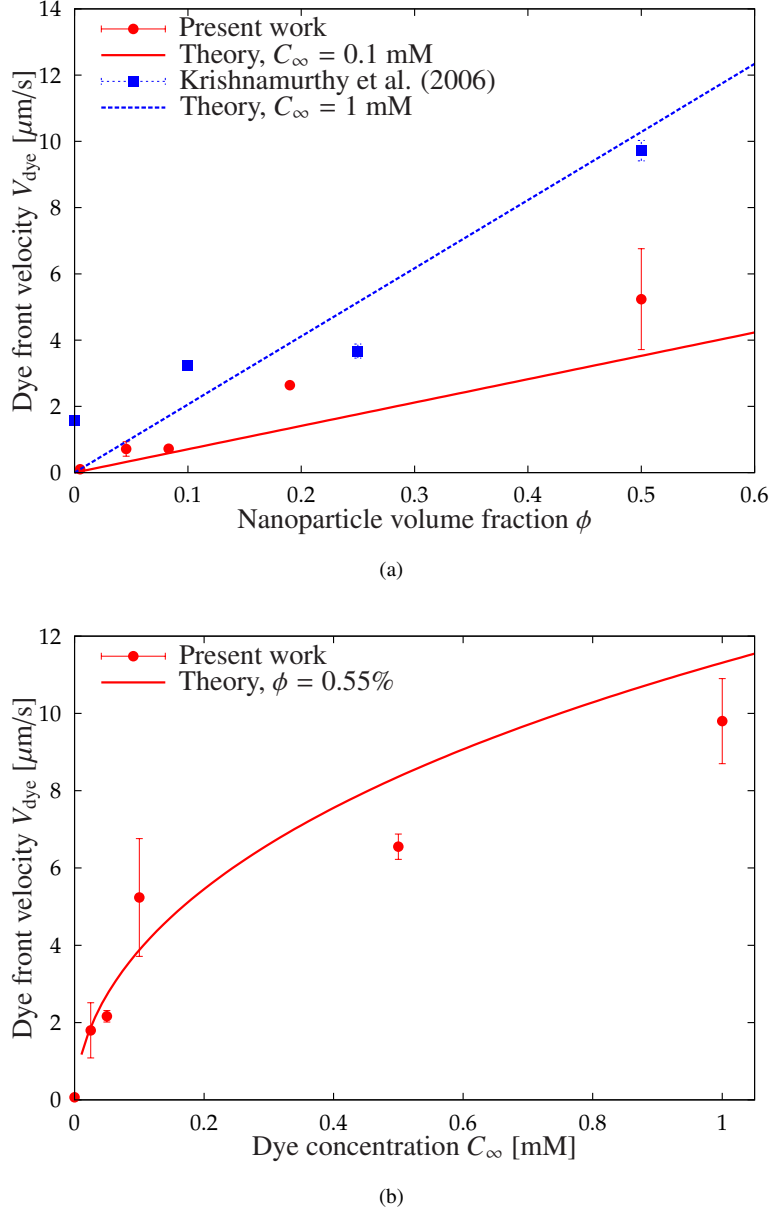 14
12
10
8
6
4
2
0
Dye front velocity V_dye [μm/s]
Present work
Theory, C∞ = 0.1 mM
Krishnamurthy et al. (2006)
Theory, C∞ = 1 mM
0 0.1 0.2 0.3 0.4 0.5 0.6
Nanoparticle volume fraction ϕ
(a)
12
10
8
6
4
2
0
Dye front velocity V_dye [μm/s]
Present work
Theory, ϕ = 0.55%
0 0.2 0.4 0.6 0.8 1
Dye concentration C∞ [mM]
(b)